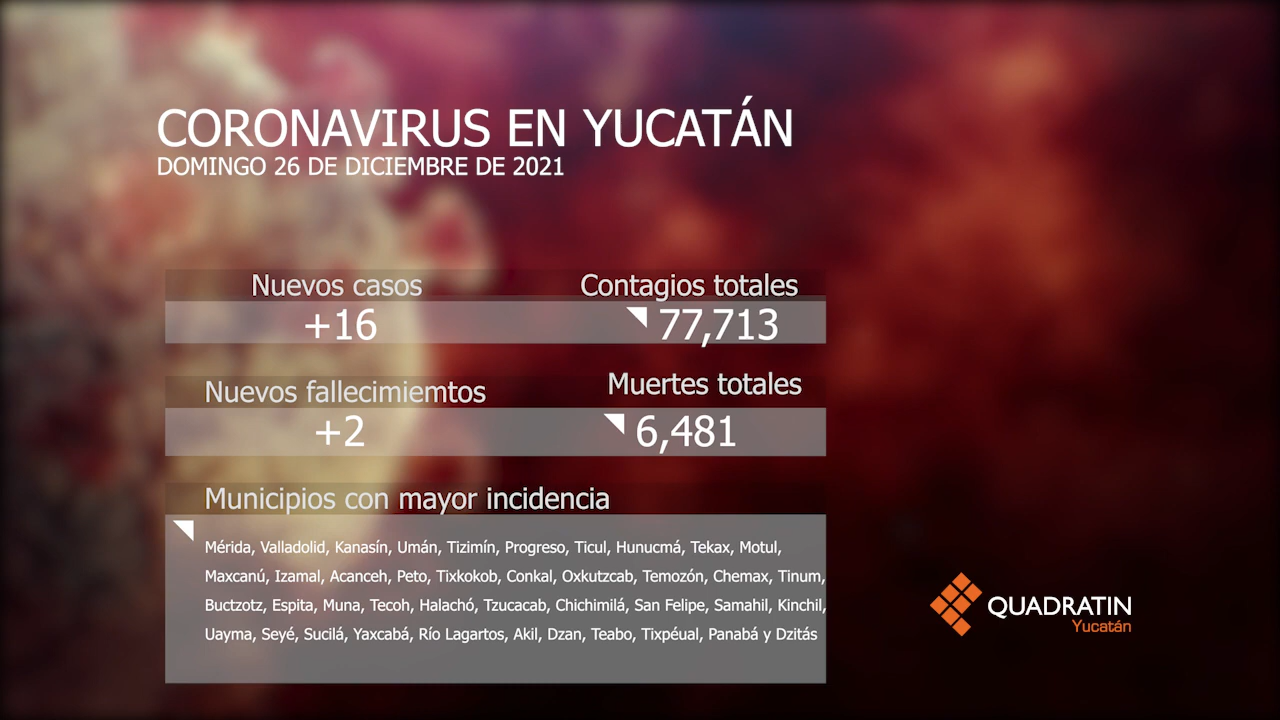 CORONAVIRUS EN YUCATÁN
DOMINGO 26 DE DICIEMBRE DE 2021
Nuevos casos
Contagios totales
+16
77,713
Nuevos fallecimiemtos
Muertes totales
+2
6,481
Municipios con mayor incidencia
Mérida, Valladolid, Kanasín, Umán, Tizimín, Progreso, Ticul, Hunucmá, Tekax, Motul,
Maxcanú, Izamal, Acanceh, Peto, Tixkokob, Conkal, Oxkutzcab, Temozón, Chemax, Tinum,
Buctzotz, Espita, Muna, Tecoh, Halachó, Tzucacab, Chichimilá, San Felipe, Samahil, Kinchil,
Uayma, Seyé, Sucilá, Yaxcabá, Río Lagartos, Akil, Dzan, Teabo, Tixpéual, Panabá y Dzitás
QUADRATIN
Yucatán